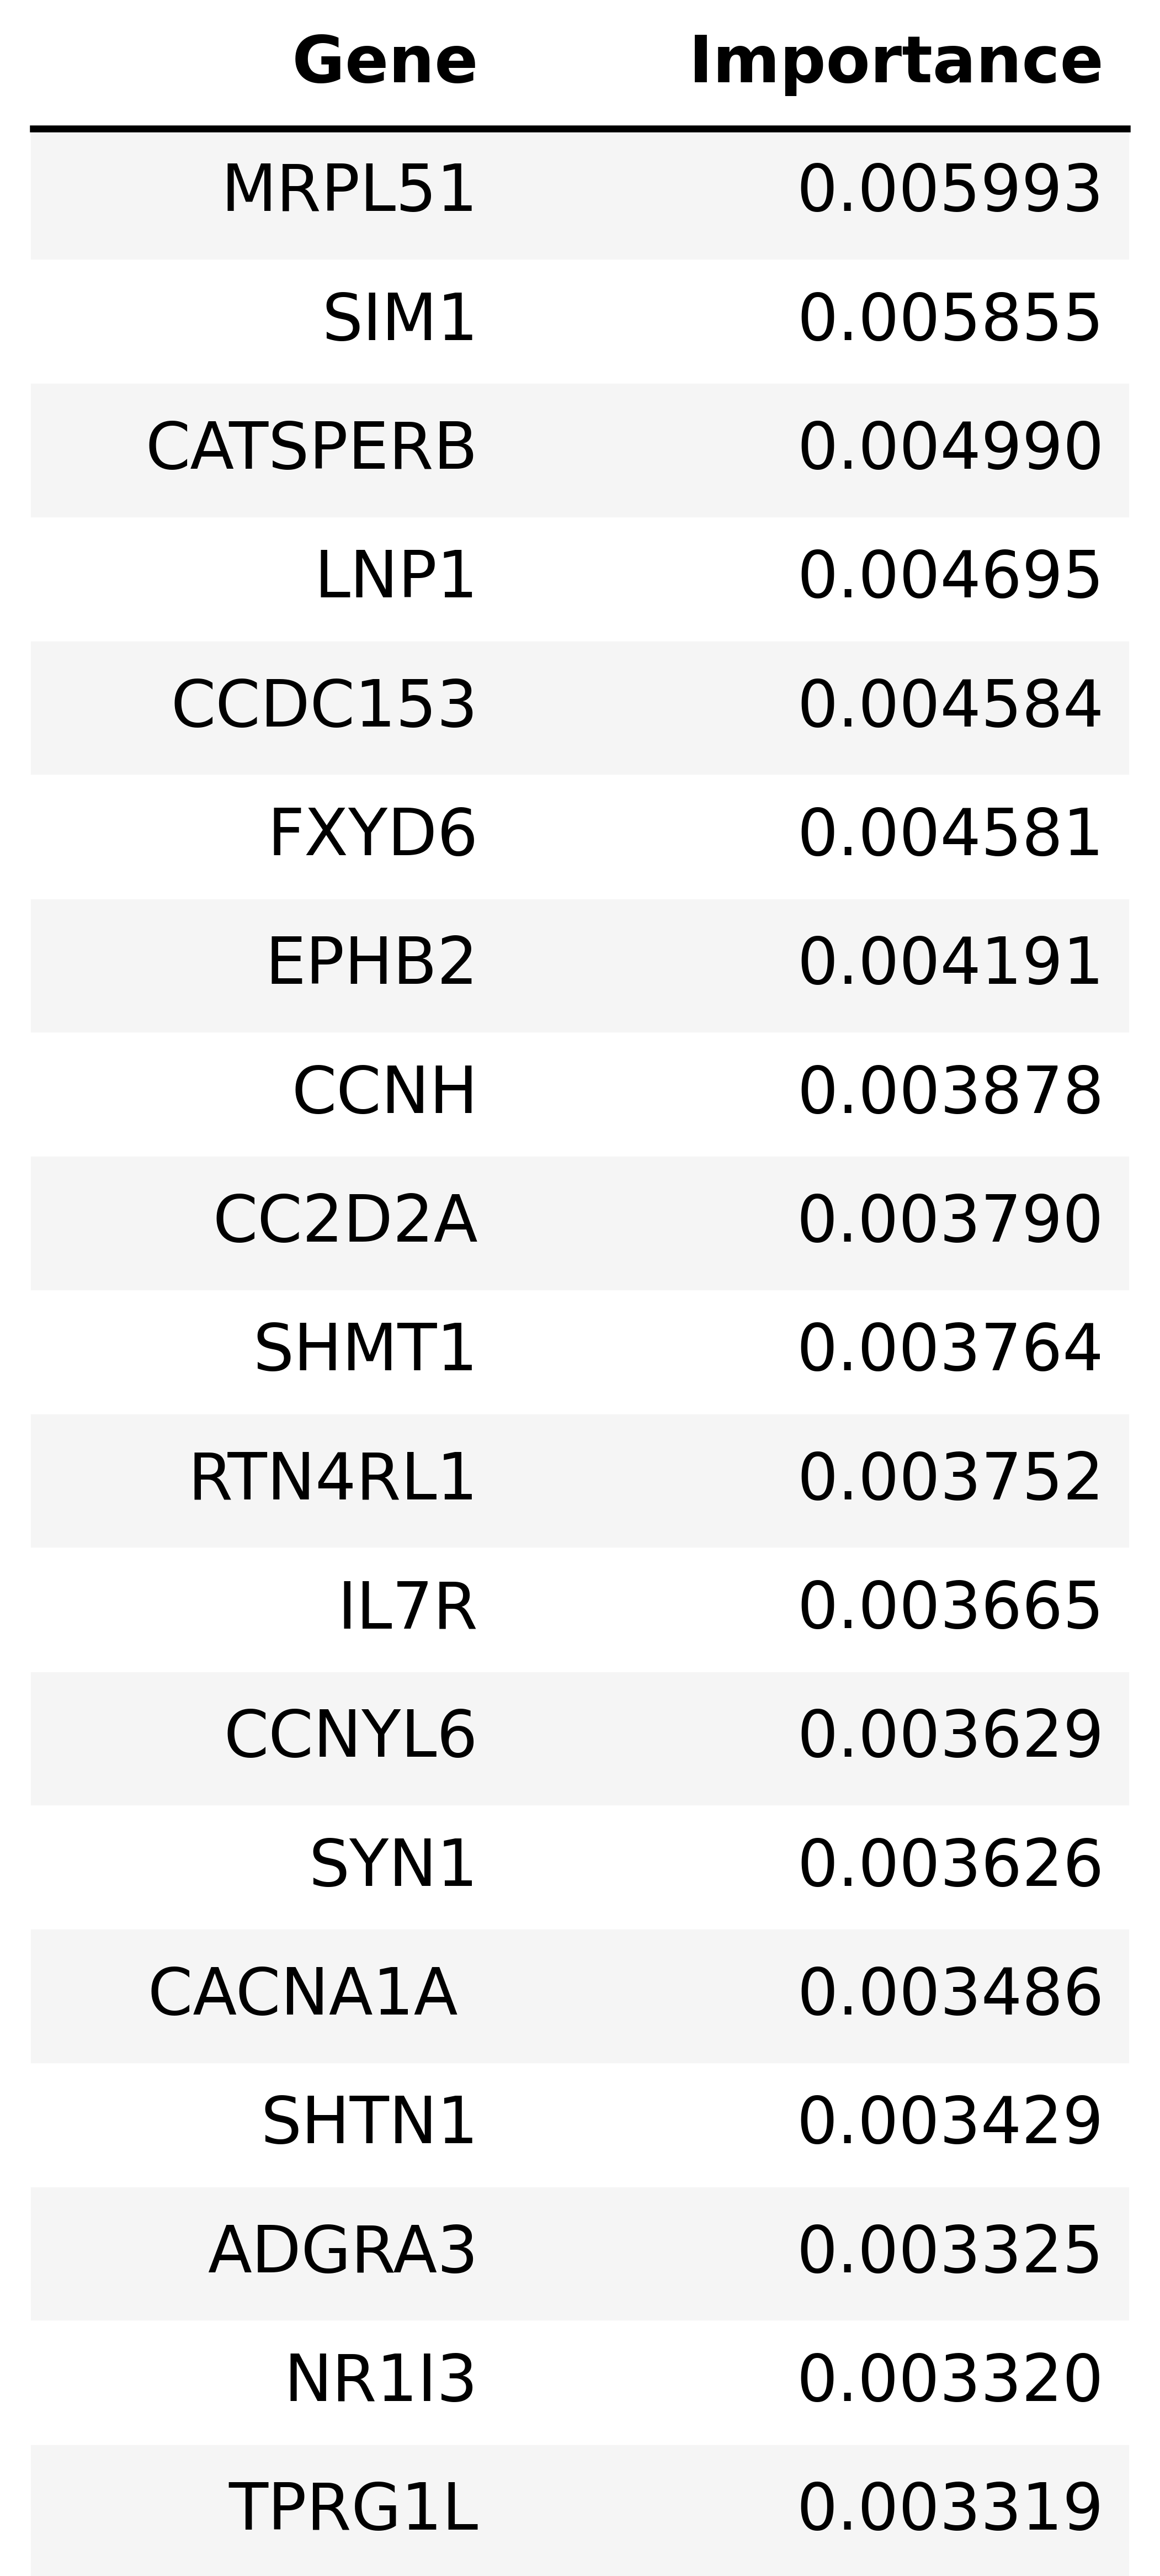 Gene Importance
MRPL51 0.005993
SIM1 0.005855
CATSPERB 0.004990
LNP1 0.004695
CCDC153 0.004584
FXYD6 0.004581
EPHB2 0.004191
CCNH 0.003878
CC2D2A 0.003790
SHMT1 0.003764
RTN4RL1 0.003752
IL7R 0.003665
CCNYL6 0.003629
SYN1 0.003626
CACNA1A 0.003486
SHTN1 0.003429
ADGRA3 0.003325
NR1I3 0.003320
TPRG1L 0.003319